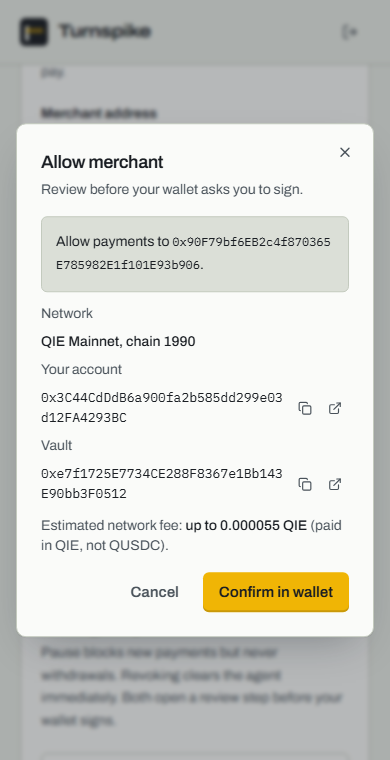 Turnspike
pay.
Merchant address
Allow merchant
Review before your wallet asks you to sign.
Allow payments to 0x90F79bf6EB2c4f870365
E785982E1f101E93b906.
Network
QIE Mainnet, chain 1990
Your account
0x3C44CdDdB6a900fa2b585dd299e03
d12FA4293BC
Vault
0xe7f1725E7734CE288F8367e1Bb143
E90bb3F0512
Estimated network fee: up to 0.000055 QIE (paid
in QIE, not QUSDC).
Cancel
Confirm in wallet
Pause blocks new payments but never
withdrawals. Revoking clears the agent
immediately. Both open a review step before your
wallet signs.